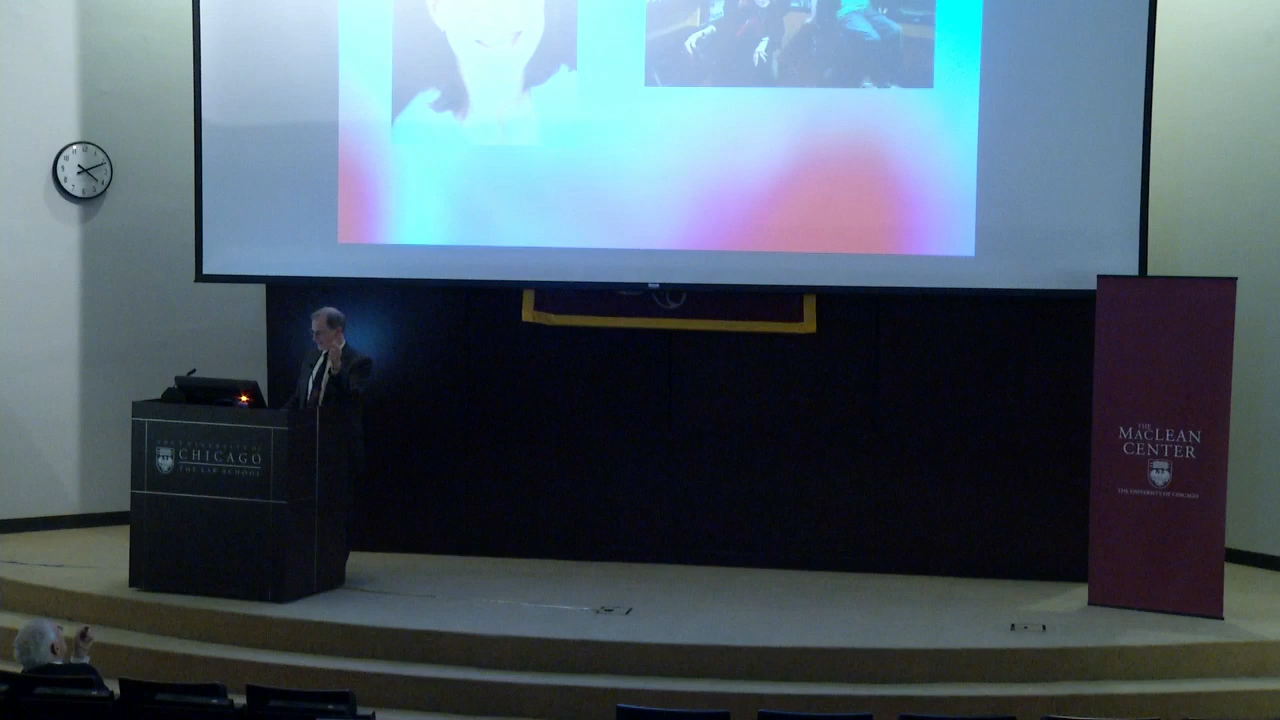 THE UNIVERSITY OF
CHICAGO
THE LAW SCHOOL
THE
MACLEAN
CENTER
THE UNIVERSITY OF CHICAGO